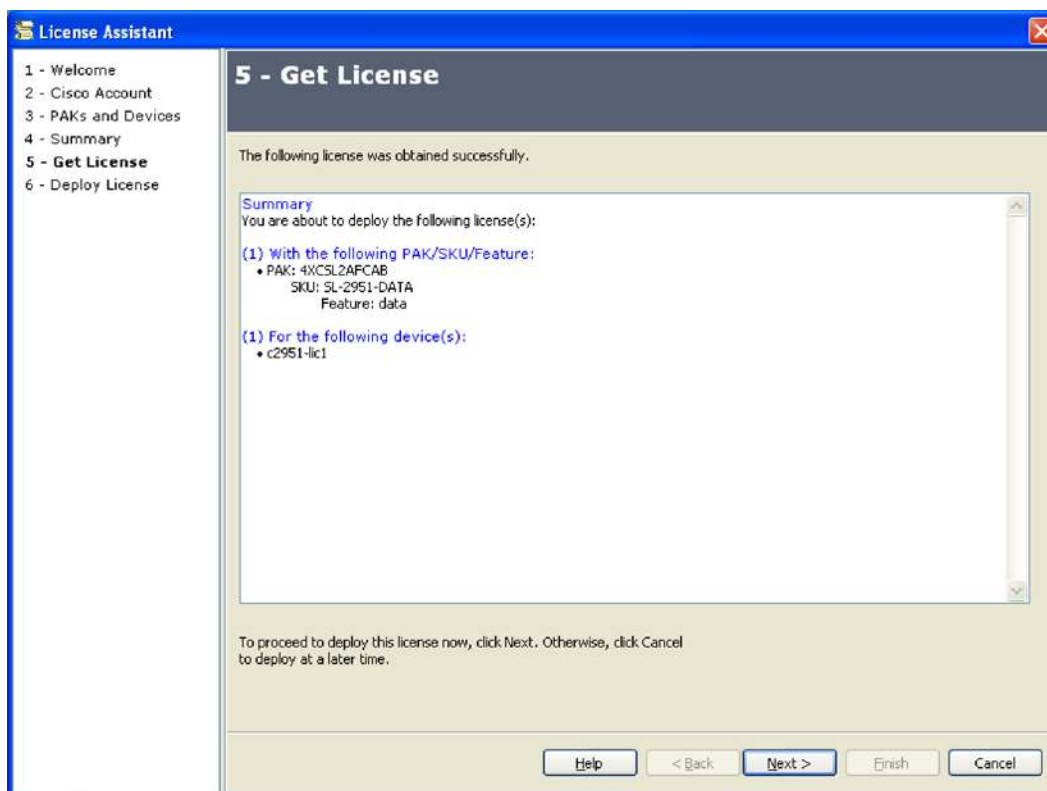 License Assistant
1 - Welcome
2 - Cisco Account
3 - PAKs and Devices
4 - Summary
5 - Get License
6 - Deploy License
5 - Get License
The following license was obtained successfully.
Summary
You are about to deploy the following license(s):
(1) With the following PAK/SKU/Feature:
• PAK: 4XCSL2AFCAB
SKU: SL-2951-DATA
Feature: data
(1) For the following device(s):
• c2951-lic1
To proceed to deploy this license now, click Next. Otherwise, click Cancel
to deploy at a later time.
Help
< Back
Next >
Finish
Cancel